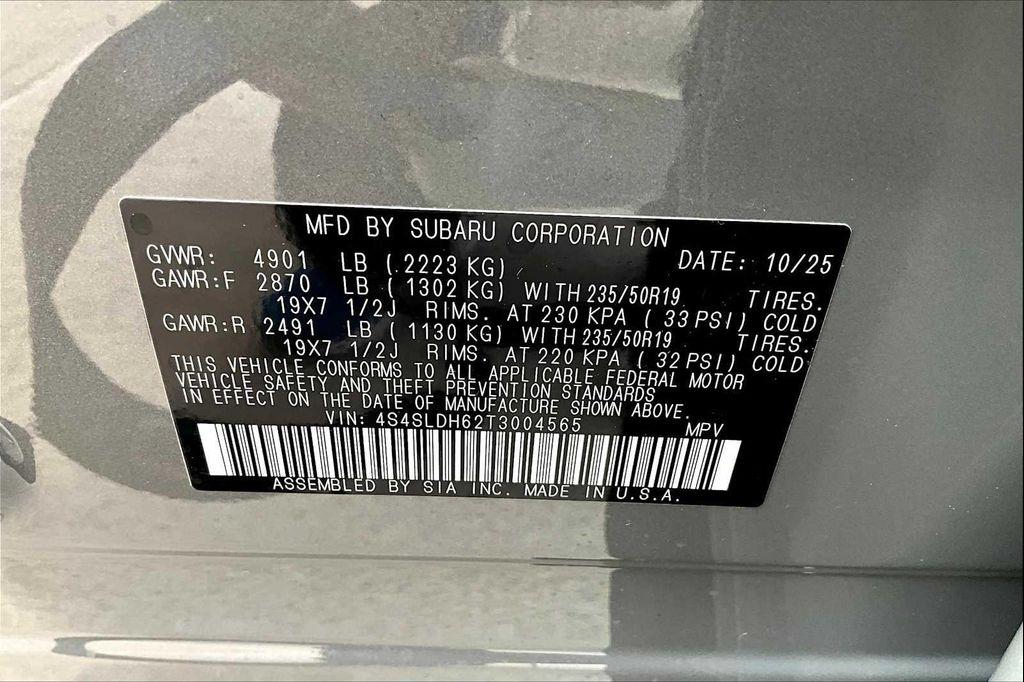 MFD BY SUBARU CORPORATION
GVWR: 4901 LB ( 2223 KG) DATE: 10/25
GAWR:F 2870 LB ( 1302 KG) WITH 235/50R19 TIRES.
19X7 1/2J RIMS. AT 230 KPA ( 33 PSI) COLD
GAWR:R 2491 LB ( 1130 KG) WITH 235/50R19 TIRES.
19X7 1/2J RIMS. AT 220 KPA ( 32 PSI) COLD
THIS VEHICLE CONFORMS TO ALL APPLICABLE FEDERAL MOTOR
VEHICLE SAFETY AND THEFT PREVENTION STANDARDS
IN EFFECT ON THE DATE OF MANUFACTURE SHOWN ABOVE.
VIN: 4S4SLDH62T3004565 MPV
ASSEMBLED BY SIA INC. MADE IN U.S.A.